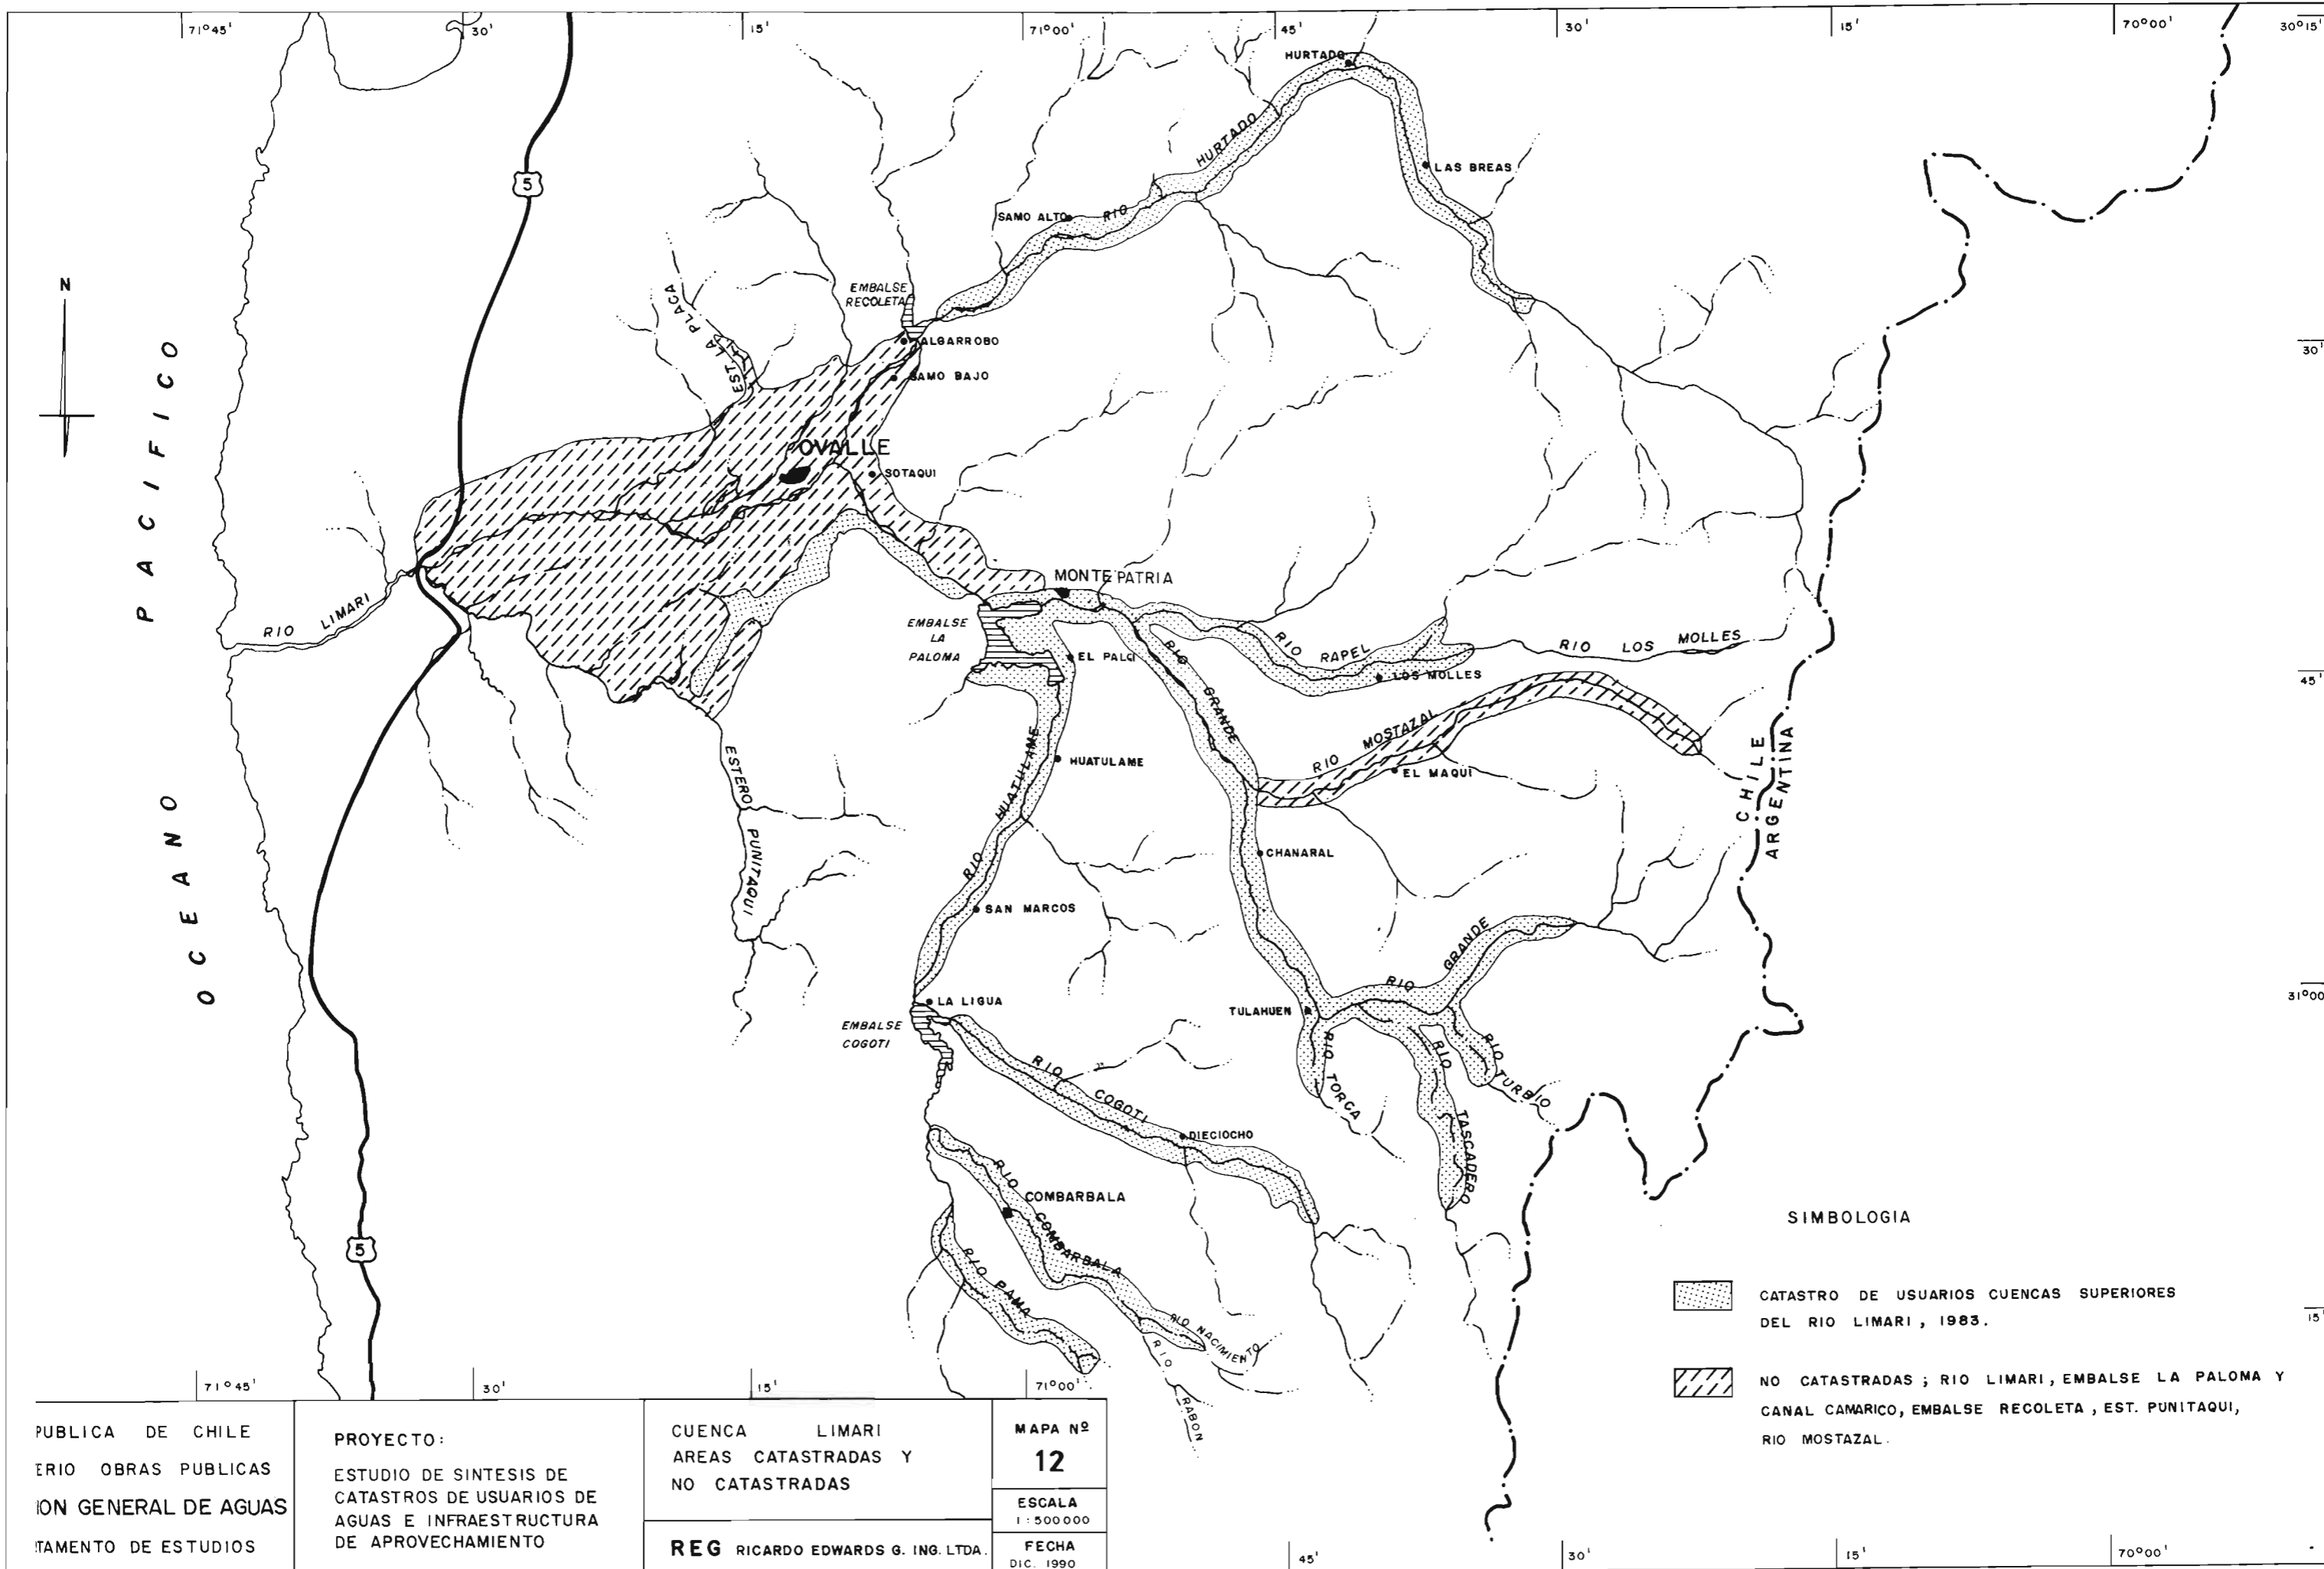 71°45'
30'
15'
71°00'
45'
30'
15'
70°00'
30°15'
HURTADO
5
HURTADO
LAS BREAS
SAMO ALTO
RIO
N
EST LA PLACA
EMBALSE
RECOLETA
ALGARROBO
30'
SAMO BAJO
OVALLE
SOTAQUI
OCEANO PACIFICO
MONTE PATRIA
RIO LIMARI
EMBALSE
LA
PALOMA
EL PALQI
RIO RAPEL
RIO LOS MOLLES
LOS MOLLES
45'
RIO GRANDE
RIO MOSTAZAL
EL MAQUI
CHILE
ARGENTINA
ESTERO PUNITAQUI
RIO HUATULAME
HUATULAME
CHANARAL
SAN MARCOS
RIO GRANDE
LA LIGUA
31°00
EMBALSE
COGOTI
TULAHUEN
RIO TORCA
RIO TASCADERO
RIO TURBIO
RIO COGOTI
DIECIOCHO
RIO COMBARBALA
COMBARBALA
RIO PAMA
5
RIO NACIMIENTO
RIO RABON
SIMBOLOGIA
CATASTRO DE USUARIOS CUENCAS SUPERIORES
DEL RIO LIMARI, 1983.
15'
NO CATASTRADAS; RIO LIMARI, EMBALSE LA PALOMA Y
CANAL CAMARICO, EMBALSE RECOLETA, EST. PUNITAQUI,
RIO MOSTAZAL.
71°45'
30'
15'
71°00'
45'
30'
15'
70°00'
PUBLICA DE CHILE
ERIO OBRAS PUBLICAS
ION GENERAL DE AGUAS
TAMENTO DE ESTUDIOS
PROYECTO:
ESTUDIO DE SINTESIS DE
CATASTROS DE USUARIOS DE
AGUAS E INFRAESTRUCTURA
DE APROVECHAMIENTO
CUENCA LIMARI
AREAS CATASTRADAS Y
NO CATASTRADAS
REG RICARDO EDWARDS G. ING. LTDA.
MAPA Nº
12
ESCALA
1:500000
FECHA
DIC. 1990